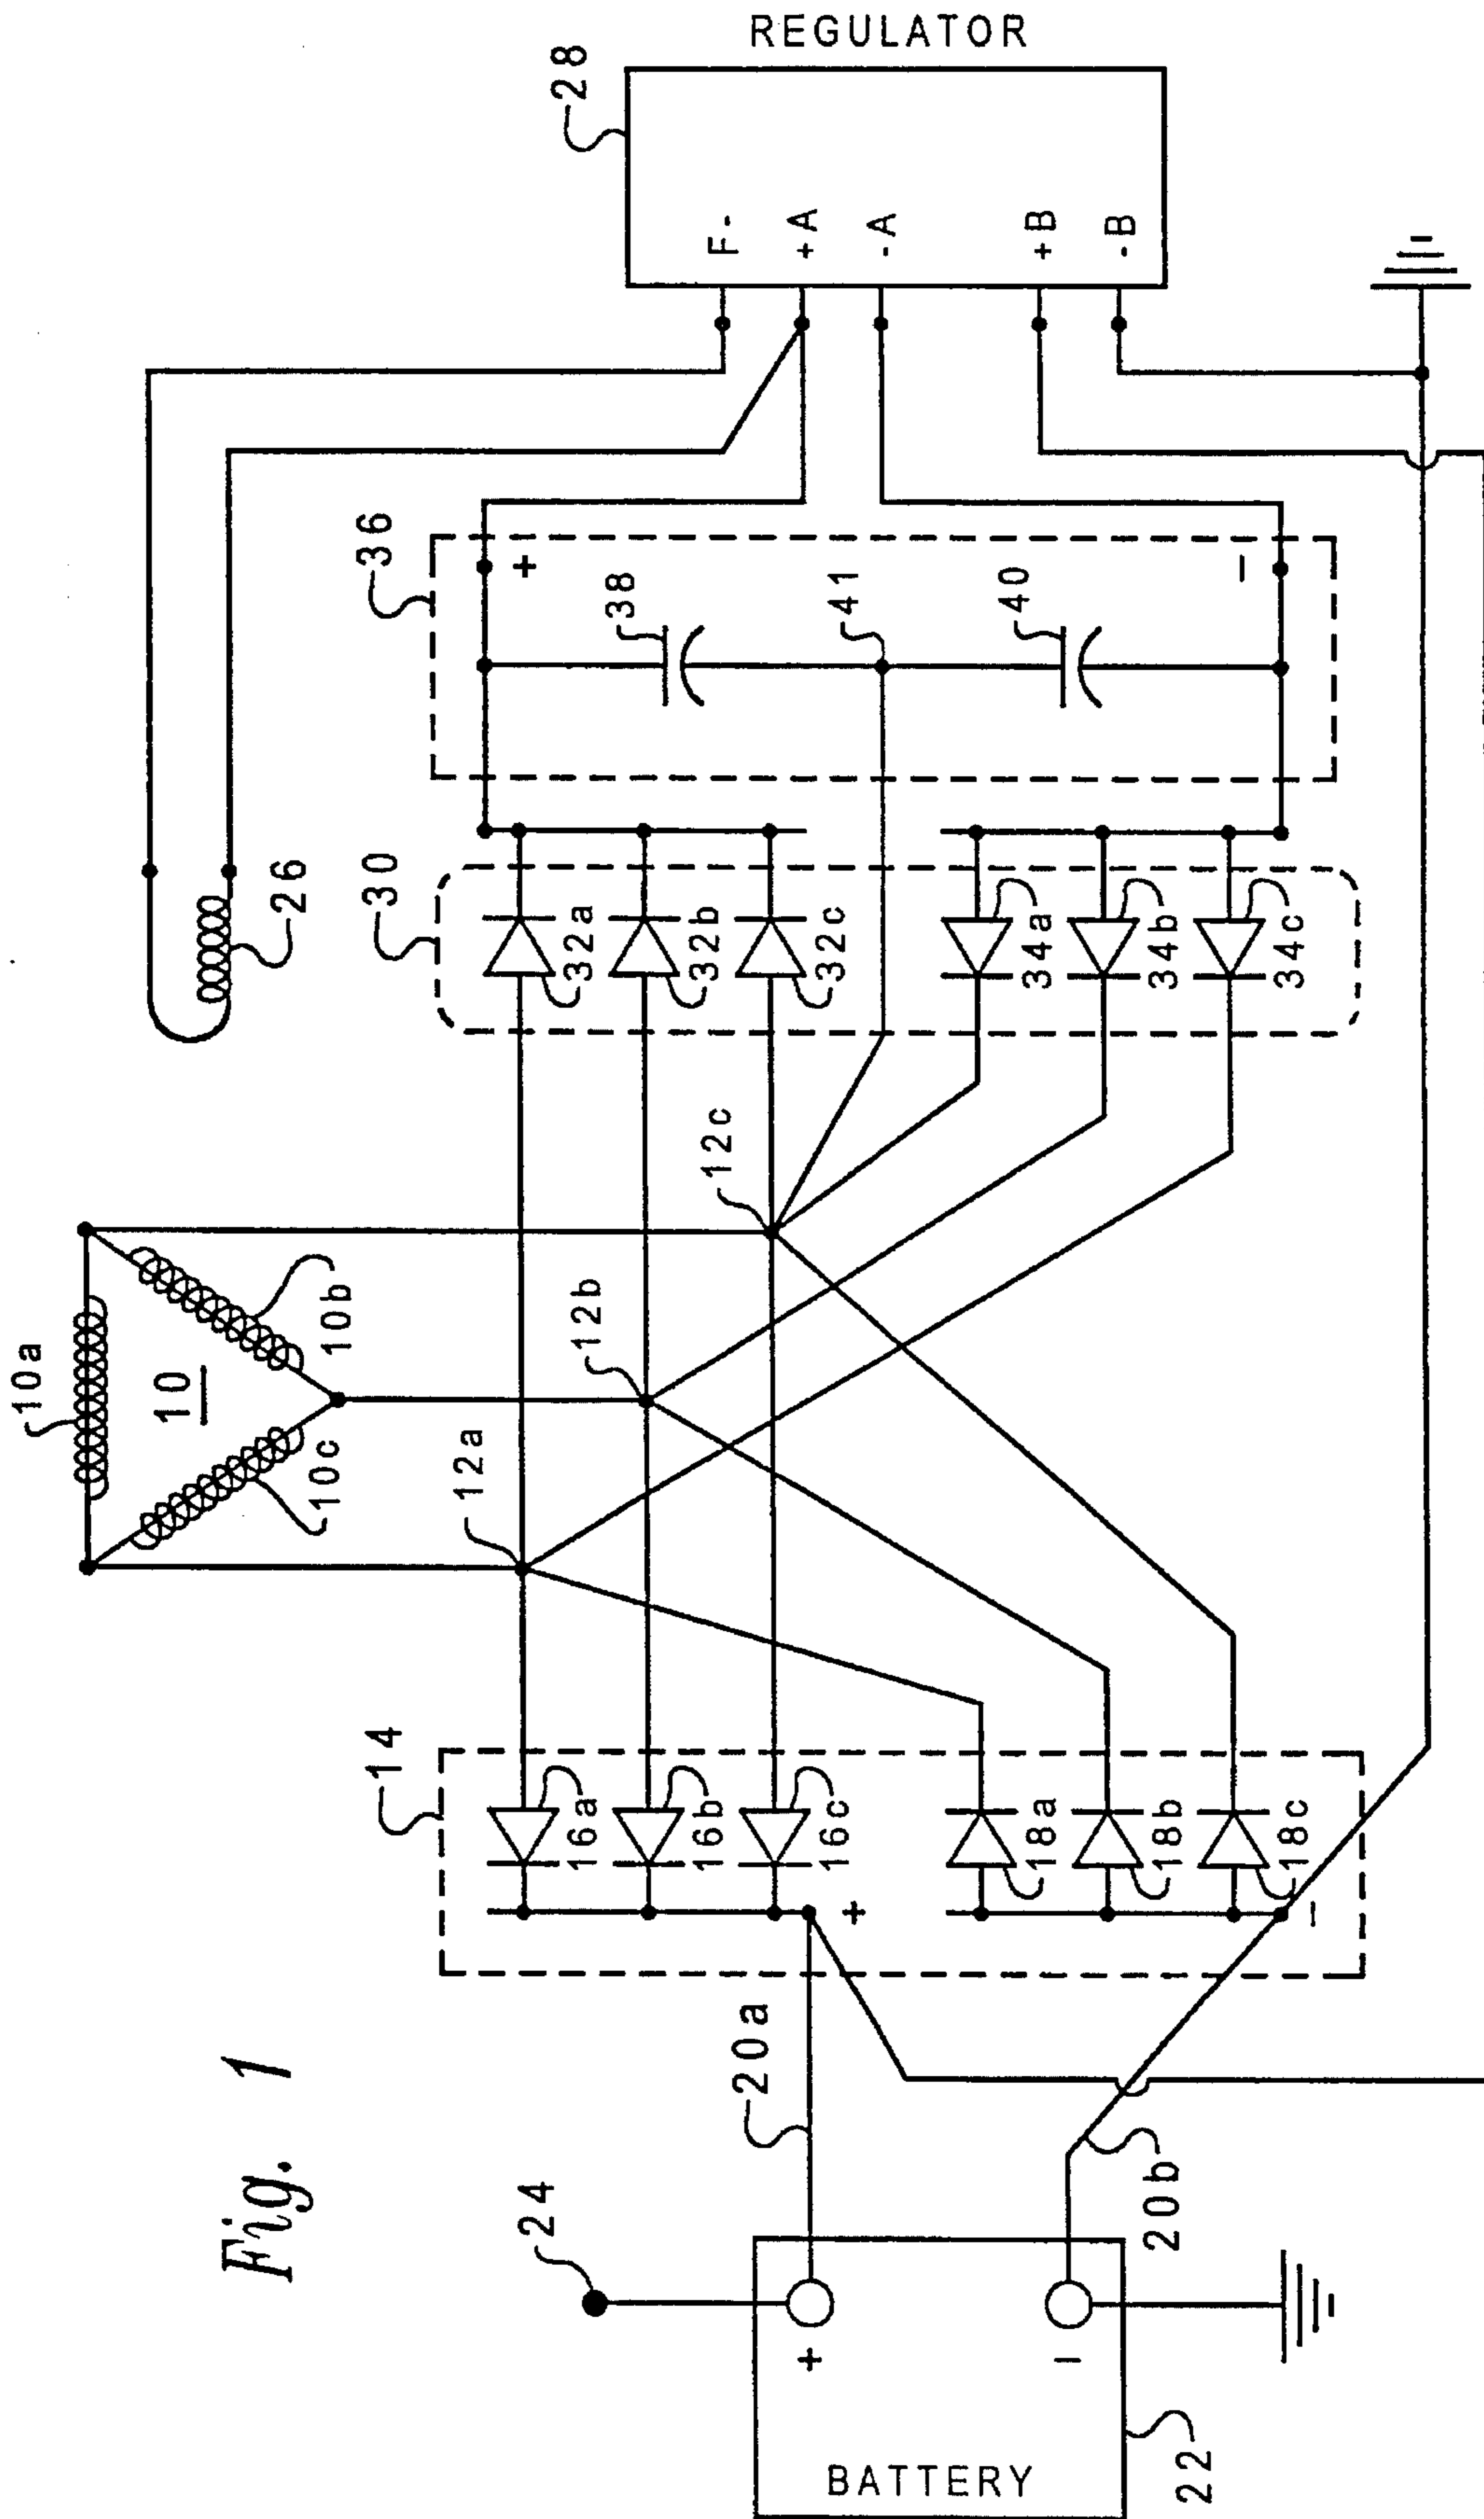 Fig. 1
REGULATOR
28
F-
+A
-A
+B
-B
36
+
38
41
40
-
26
30
32a
32b
32c
34a
34b
34c
10a
10
10b
10c
12a
12b
12c
14
16a
16b
16c
+
18a
18b
18c
-
20a
20b
24
+
-
BATTERY
22